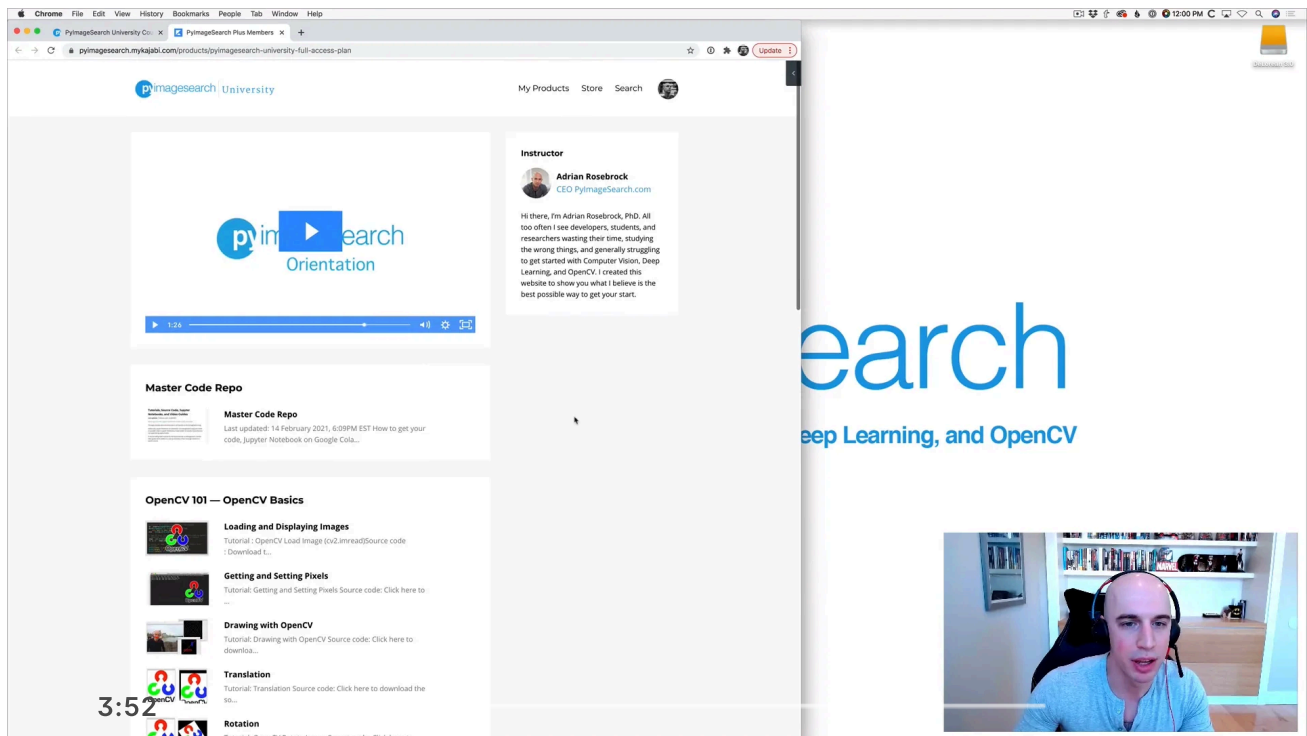 Chrome File Edit View History Bookmarks People Tab Window Help
12:00 PM
PyImageSearch University Cou
PyImageSearch Plus Members
pyimagesearch.mykajabi.com/products/pyimagesearch-university-full-access-plan
Update
pyimagesearch University
My Products Store Search
pyim search
Orientation
1:26
Instructor
Adrian Rosebrock
CEO PyImageSearch.com
Hi there, I'm Adrian Rosebrock, PhD. All
too often I see developers, students, and
researchers wasting their time, studying
the wrong things, and generally struggling
to get started with Computer Vision, Deep
Learning, and OpenCV. I created this
website to show you what I believe is the
best possible way to get your start.
Master Code Repo
Master Code Repo
Last updated: 14 February 2021, 6:09PM EST How to get your
code, Jupyter Notebook on Google Cola...
OpenCV 101 — OpenCV Basics
Loading and Displaying Images
Tutorial : OpenCV Load Image (cv2.imread)Source code
: Download t...
Getting and Setting Pixels
Tutorial: Getting and Setting Pixels Source code: Click here to
...
Drawing with OpenCV
Tutorial: Drawing with OpenCV Source code: Click here to
downloa...
Translation
Tutorial: Translation Source code: Click here to download the
so...
Rotation
3:52
earch
eep Learning, and OpenCV
MARVEL